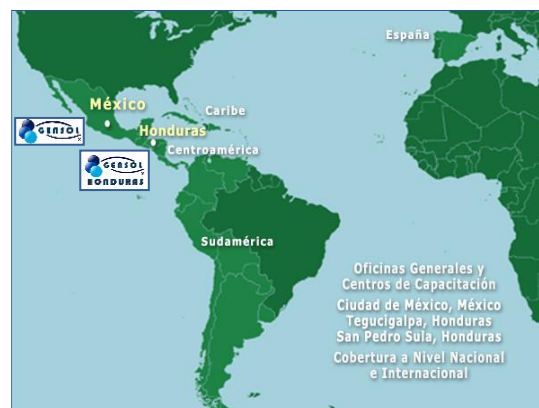 España
México
Caribe
Honduras
GENSOL
Centroamérica
GENSOL
HONDURAS
Sudamérica
Oficinas Generales y
Centros de Capacitación
Ciudad de México, México
Tegucigalpa, Honduras
San Pedro Sula, Honduras
Cobertura a Nivel Nacional
e Internacional